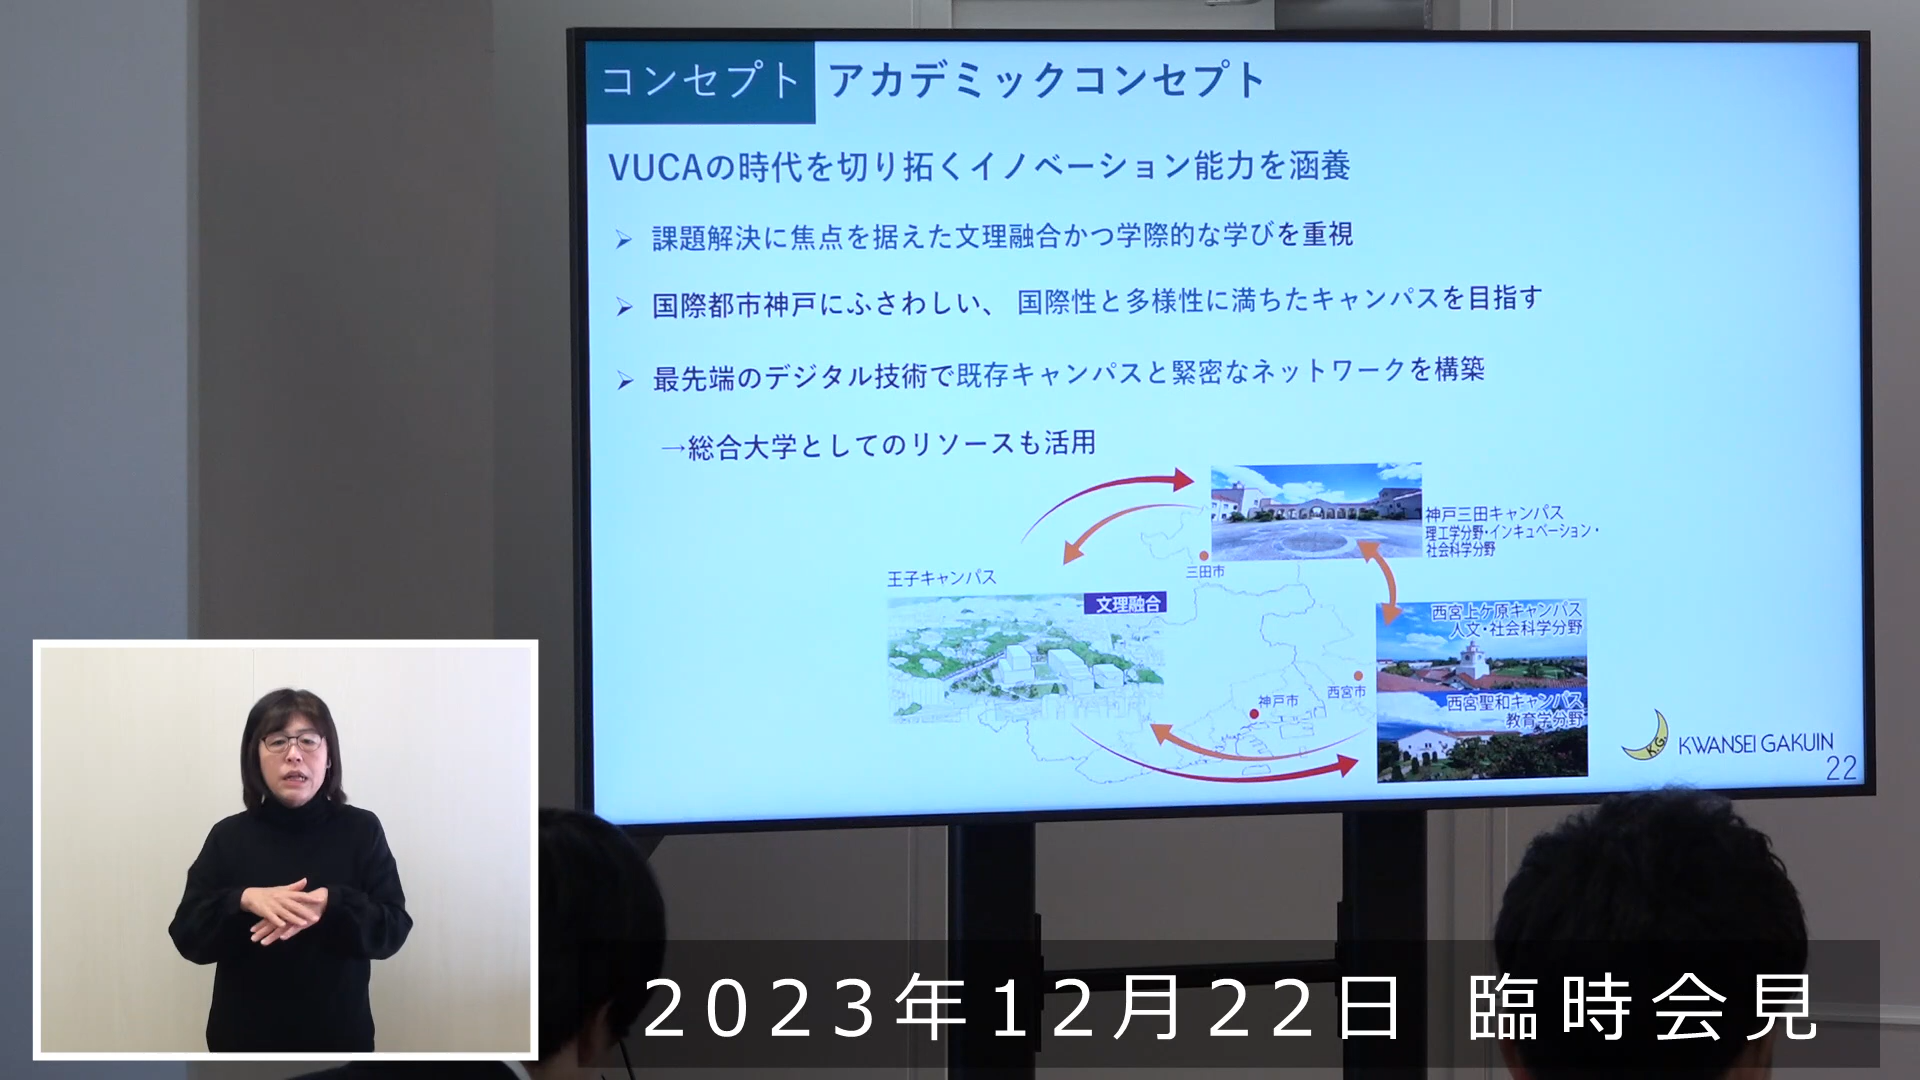 コンセプト アカデミックコンセプト
VUCAの時代を切り拓くイノベーション能力を涵養
➢ 課題解決に焦点を据えた文理融合かつ学際的な学びを重視
➢ 国際都市神戸にふさわしい、 国際性と多様性に満ちたキャンパスを目指す
➢ 最先端のデジタル技術で既存キャンパスと緊密なネットワークを構築
→総合大学としてのリソースも活用
神戸三田キャンパス
理工学分野・インキュベーション・
社会科学分野
三田市
王子キャンパス
文理融合
西宮上ケ原キャンパス
人文・社会科学分野
西宮市
神戸市
西宮聖和キャンパス
教育学分野
K.G.
KWANSEI GAKUIN
22
2023年12月22日 臨時会見